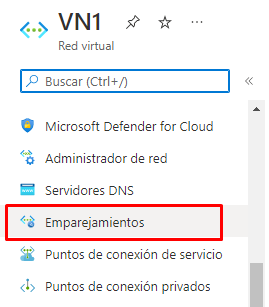 VN1
Red virtual
Buscar (Ctrl+/)
Microsoft Defender for Cloud
Administrador de red
Servidores DNS
Emparejamientos
Puntos de conexión de servicio
Puntos de conexión privados